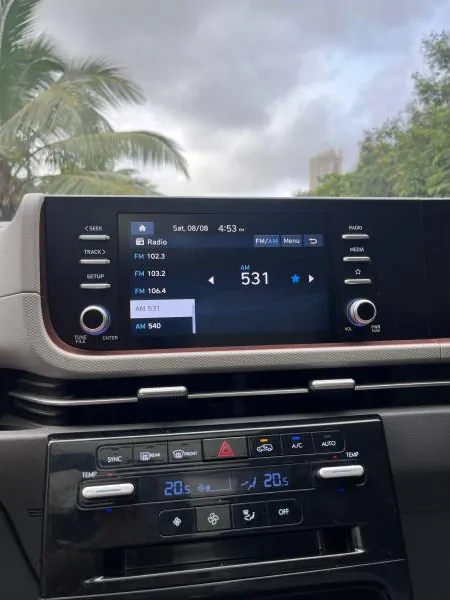 Sat, 08/08 4:53 PM
Radio FM/AM Menu
FM 102.3
FM 103.2
FM 106.4
AM 531
AM 540
AM
531
< SEEK
TRACK >
SETUP
TUNE
FILE
ENTER
RADIO
MEDIA
VOL
PWR
SYNC
REAR
FRONT
A/C
AUTO
TEMP
TEMP
20.5
20.5
OFF